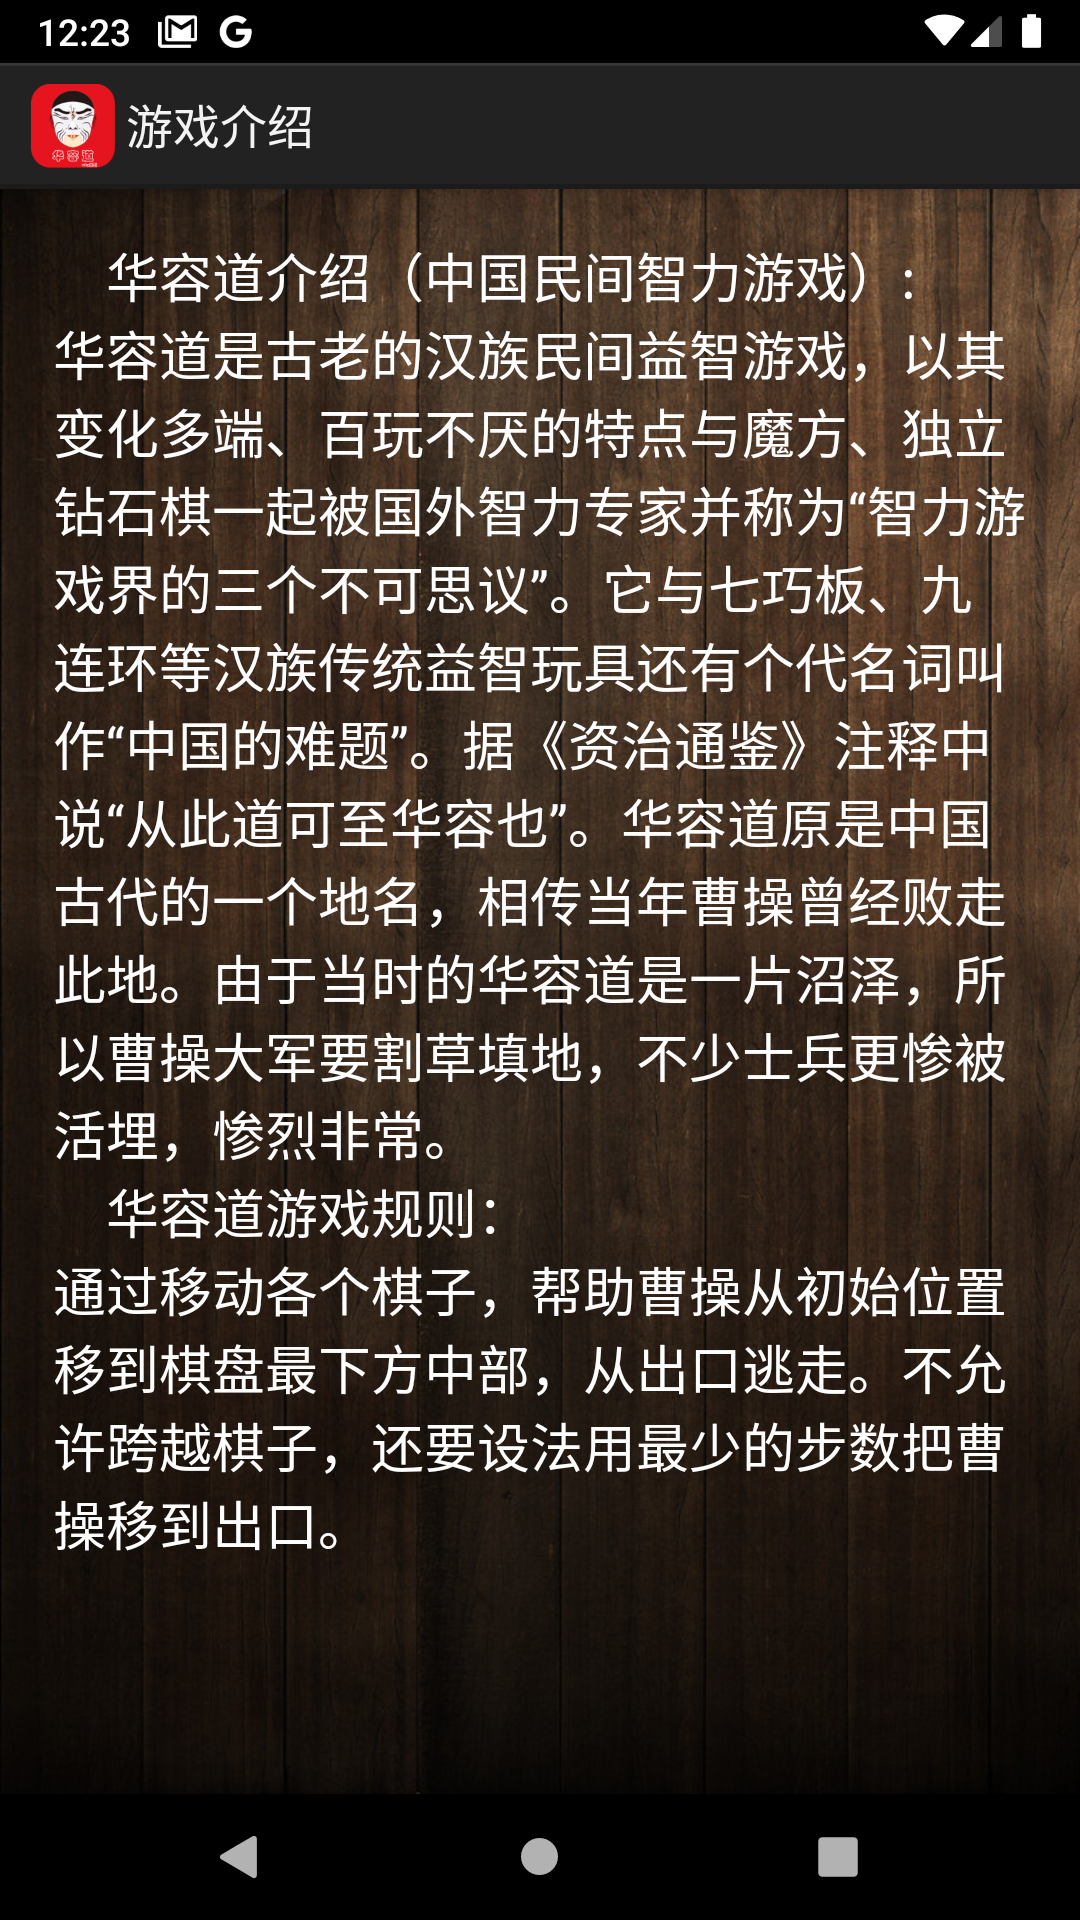 12:23
华容道
游戏介绍
华容道介绍（中国民间智力游戏）:
华容道是古老的汉族民间益智游戏，以其
变化多端、百玩不厌的特点与魔方、独立
钻石棋一起被国外智力专家并称为“智力游
戏界的三个不可思议”。它与七巧板、九
连环等汉族传统益智玩具还有个代名词叫
作“中国的难题”。据《资治通鉴》注释中
说“从此道可至华容也”。华容道原是中国
古代的一个地名，相传当年曹操曾经败走
此地。由于当时的华容道是一片沼泽，所
以曹操大军要割草填地，不少士兵更惨被
活埋，惨烈非常。
华容道游戏规则：
通过移动各个棋子，帮助曹操从初始位置
移到棋盘最下方中部，从出口逃走。不允
许跨越棋子，还要设法用最少的步数把曹
操移到出口。